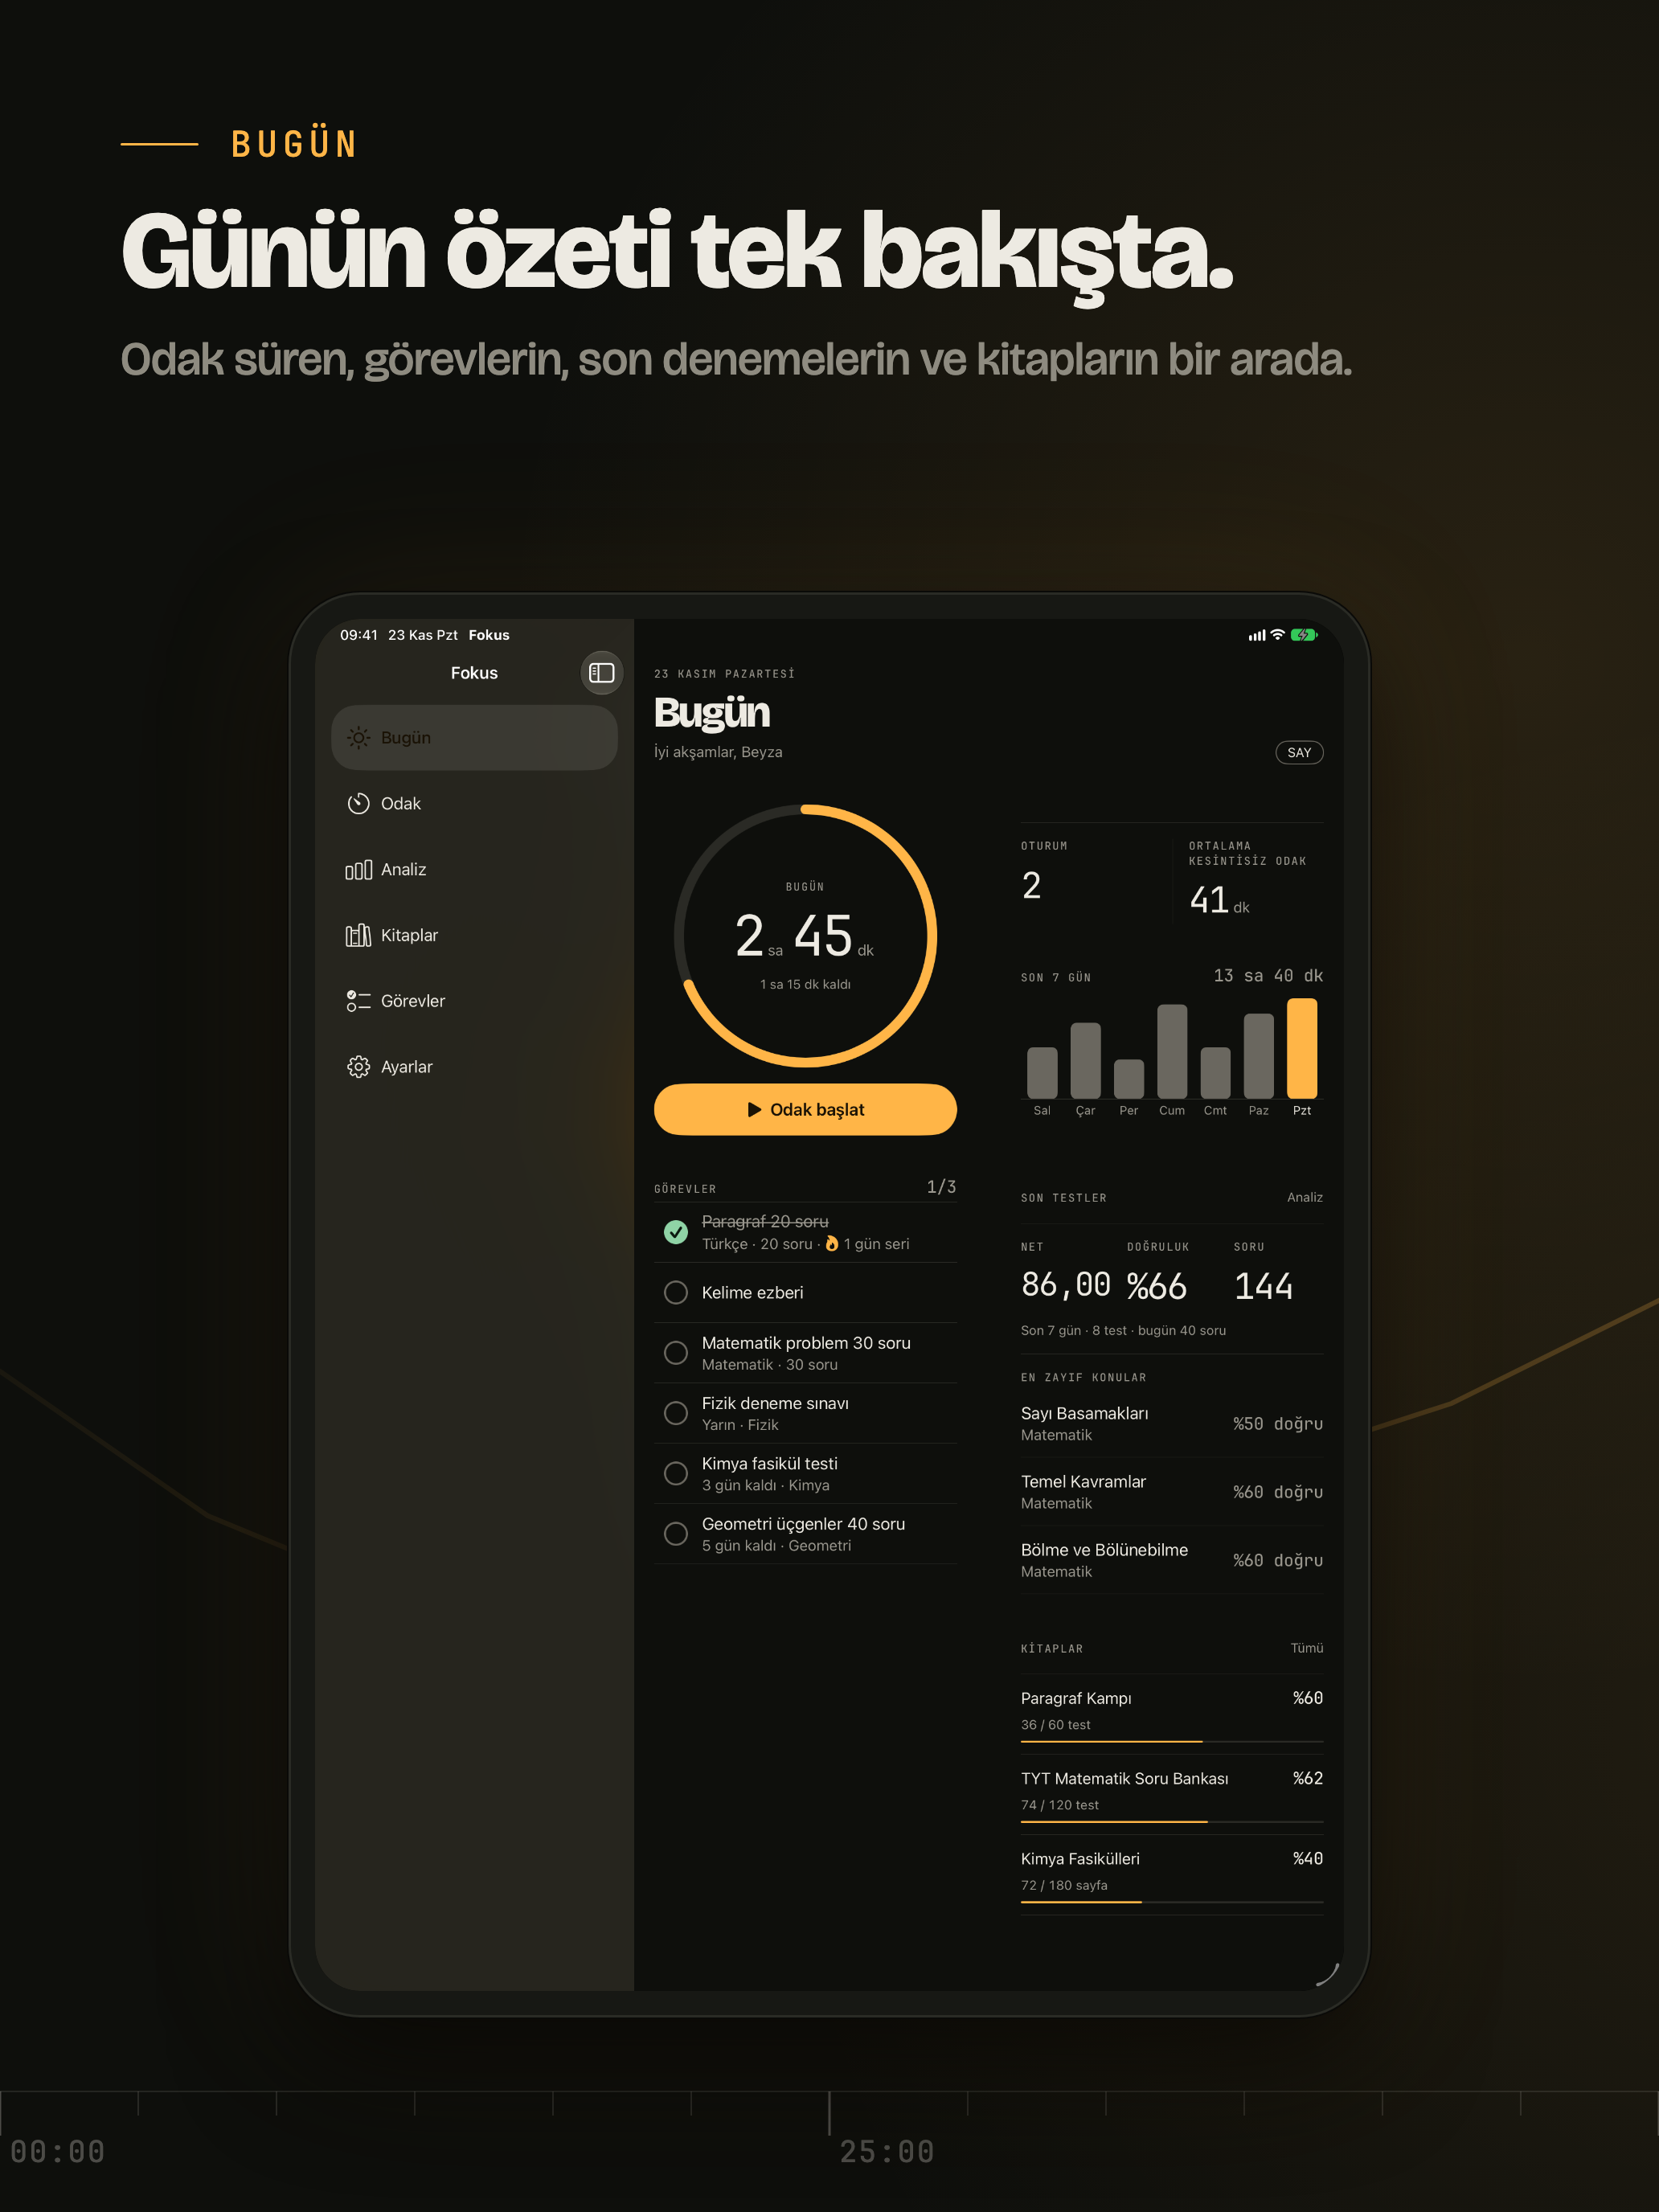 BUGÜN
Günün özeti tek bakışta.
Odak süren, görevlerin, son denemelerin ve kitapların bir arada.
09:41 23 Kas Pzt Fokus
Fokus
Bugün
Odak
Analiz
Kitaplar
Görevler
Ayarlar
23 KASIM PAZARTESİ
Bugün
İyi akşamlar, Beyza
SAY
BUGÜN
2 sa 45 dk
1 sa 15 dk kaldı
Odak başlat
GÖREVLER 1/3
Paragraf 20 soru
Türkçe · 20 soru · 🔥 1 gün seri
Kelime ezberi
Matematik problem 30 soru
Matematik · 30 soru
Fizik deneme sınavı
Yarın · Fizik
Kimya fasikül testi
3 gün kaldı · Kimya
Geometri üçgenler 40 soru
5 gün kaldı · Geometri
OTURUM
2
ORTALAMA
KESİNTİSİZ ODAK
41 dk
SON 7 GÜN 13 sa 40 dk
Sal Çar Per Cum Cmt Paz Pzt
SON TESTLER Analiz
NET DOĞRULUK SORU
86,00 %66 144
Son 7 gün · 8 test · bugün 40 soru
EN ZAYIF KONULAR
Sayı Basamakları
Matematik
%50 doğru
Temel Kavramlar
Matematik
%60 doğru
Bölme ve Bölünebilme
Matematik
%60 doğru
KİTAPLAR Tümü
Paragraf Kampı %60
36 / 60 test
TYT Matematik Soru Bankası %62
74 / 120 test
Kimya Fasikülleri %40
72 / 180 sayfa
00:00 25:00